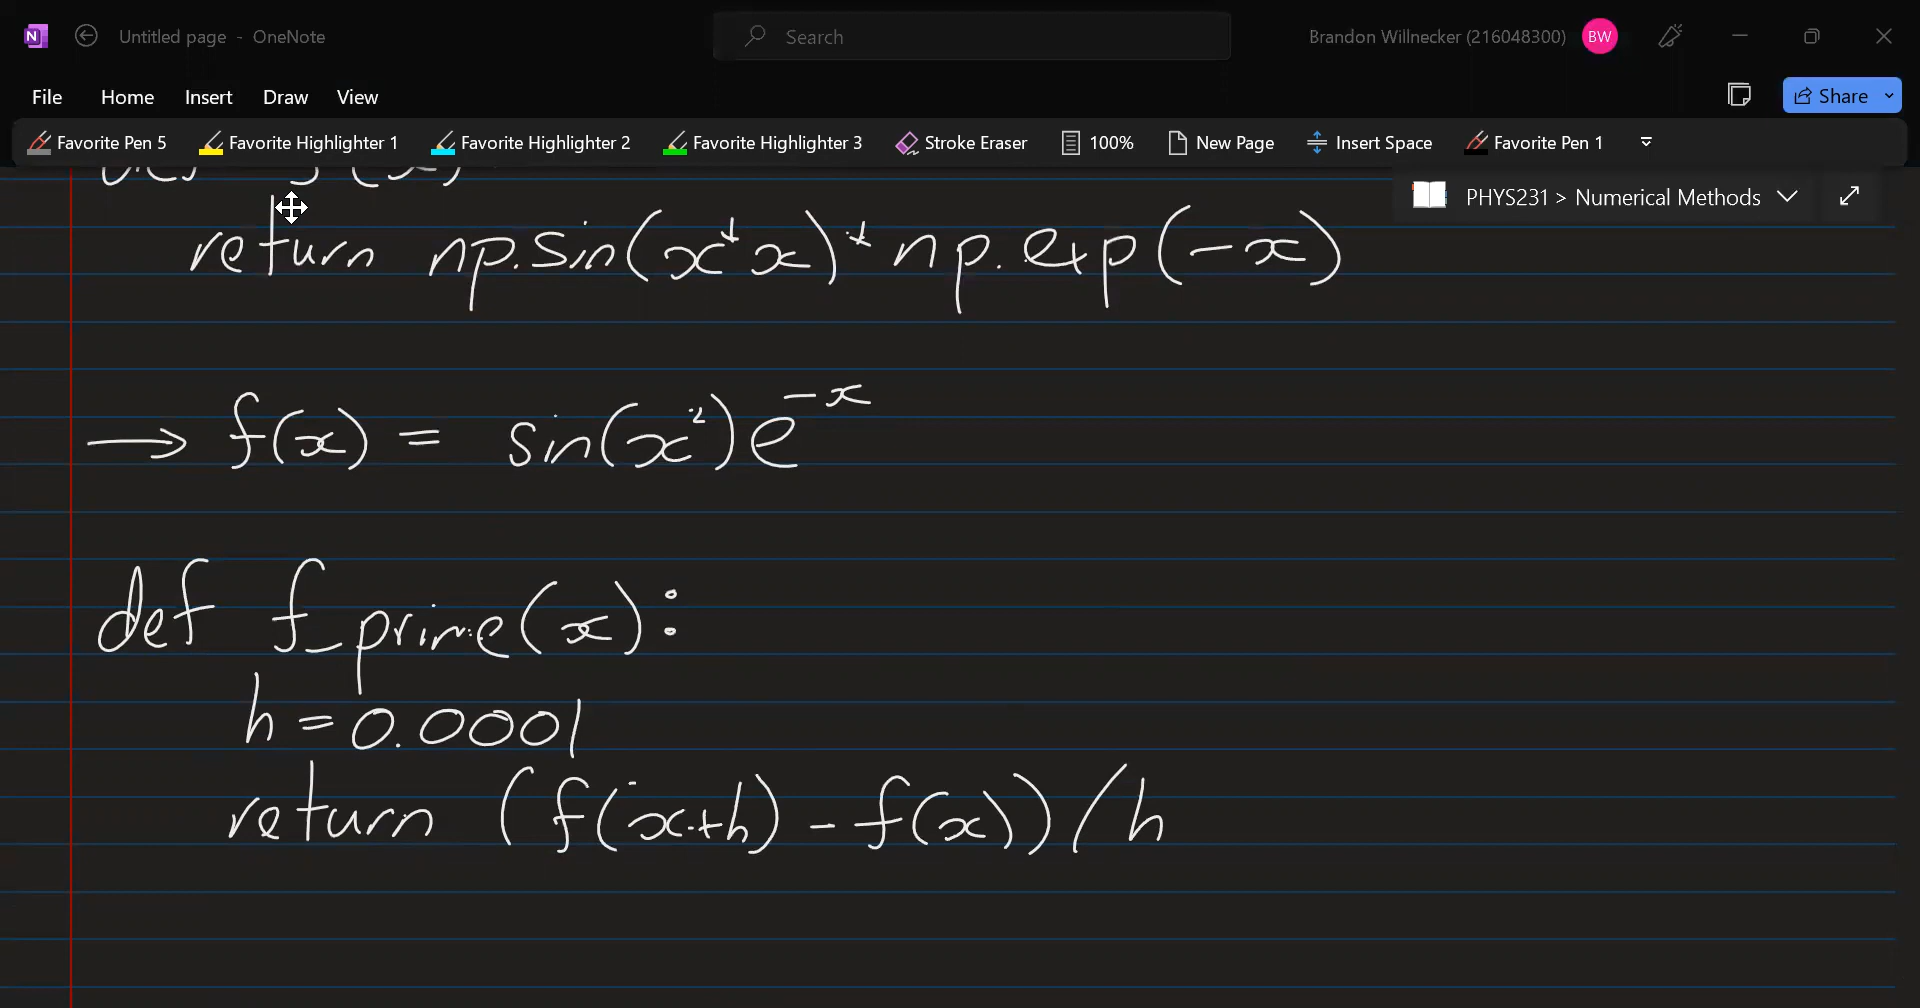 Untitled page - OneNote
Search
Brandon Willnecker (216048300)
BW
File Home Insert Draw View
Share
Favorite Pen 5 Favorite Highlighter 1 Favorite Highlighter 2 Favorite Highlighter 3 Stroke Eraser 100% New Page Insert Space Favorite Pen 1
PHYS231 > Numerical Methods
return np.sin(x*x)*np.exp(-x)
→ f(x) = sin(x²)e^-x
def f_prime(x):
h=0.0001
return (f(x+h) - f(x))/h